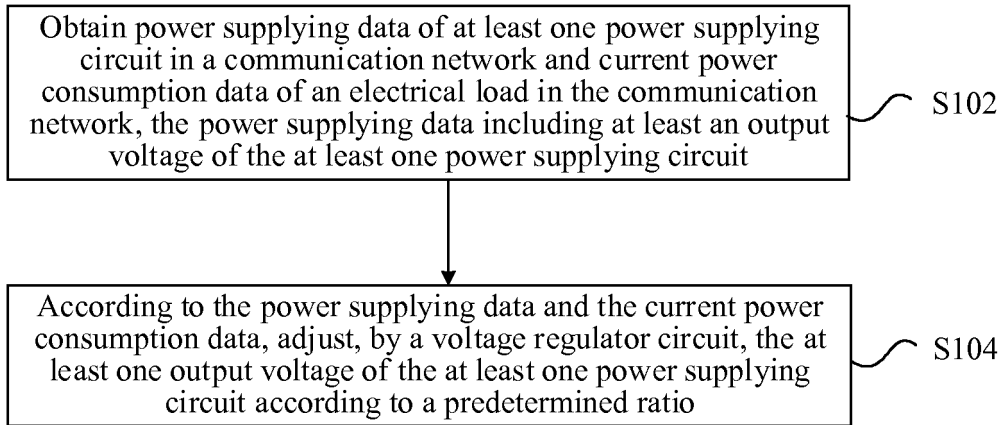 Obtain power supplying data of at least one power supplying
circuit in a communication network and current power
consumption data of an electrical load in the communication
network, the power supplying data including at least an output
voltage of the at least one power supplying circuit
S102
According to the power supplying data and the current power
consumption data, adjust, by a voltage regulator circuit, the at
least one output voltage of the at least one power supplying
circuit according to a predetermined ratio
S104